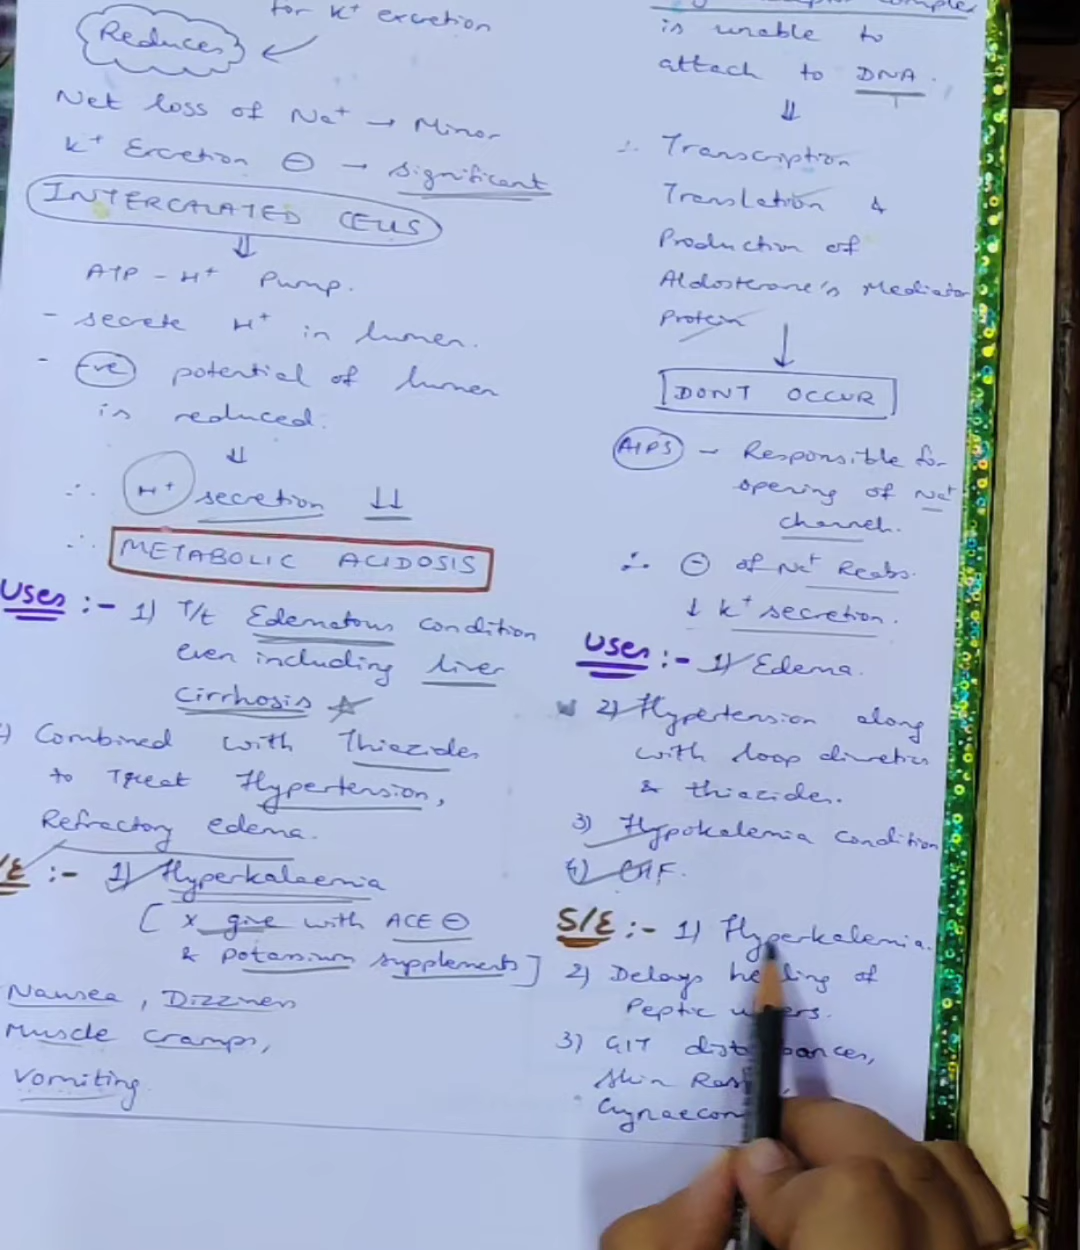 for K+ excretion
Reduces
Net loss of Na+ → Minor
K+ Excretion ⊖ → significant
INTERCALATED CELLS
⇓
ATP - H+ Pump.
- secrete H+ in lumen.
- +ve potential of lumen
is reduced.
⇓
∴ H+ secretion ↓↓
∴ METABOLIC ACIDOSIS
Uses :- 1) T/t Edematous condition
even including liver
cirrhosis ☆
) Combined with Thiazides
to Treat Hypertension,
Refractory edema.
/E :- 1) Hyperkalaemia
[ x give with ACE ⊖
& potassium supplements ]
Nausea, Dizziness
Muscle cramps,
Vomiting.
is unable to
attach to DNA.
⇓
∴ Transcription
Translation &
Production of
Aldosterone's Mediator
Protein
↓
DONT OCCUR
AIPS - Responsible for
opening of Na+
channel.
∴ ⊖ of Na+ Reabs.
↓ K+ secretion.
Uses :- 1) Edema.
2) Hypertension along
with loop diuretics
& thiazides.
3) Hypokalemia condition
4) CHF.
S/E :- 1) Hyperkalemia.
2) Delays healing of
Peptic ulcers.
3) GIT disturbances,
Skin Rash,
Gynaecom